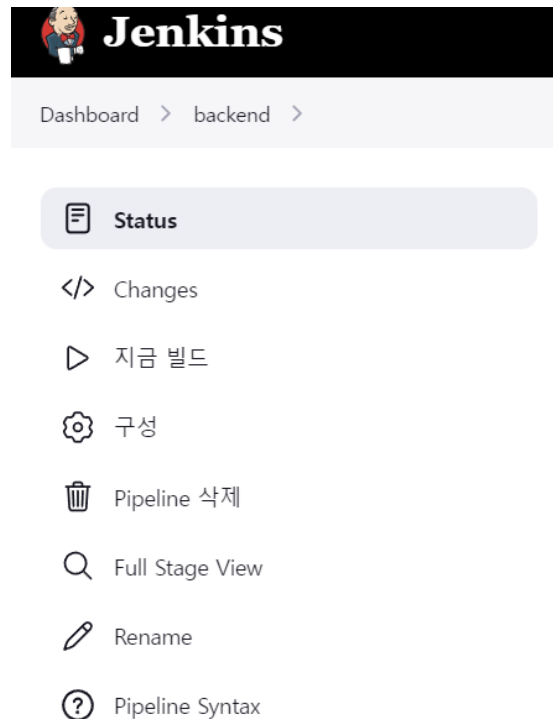 Jenkins
Dashboard > backend >
Status
</> Changes
지금 빌드
구성
Pipeline 삭제
Full Stage View
Rename
Pipeline Syntax